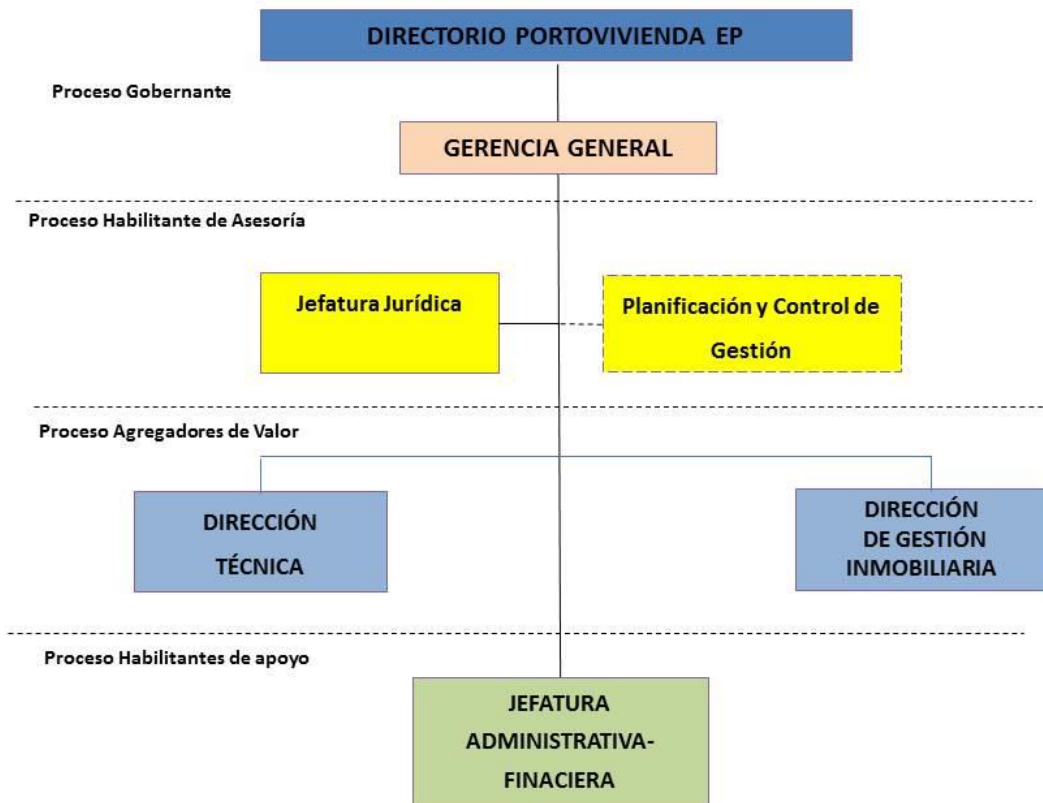 DIRECTORIO PORTOVIVIENDA EP
Proceso Gobernante
GERENCIA GENERAL
Proceso Habilitante de Asesoría
Jefatura Jurídica
Planificación y Control de
Gestión
Proceso Agregadores de Valor
DIRECCIÓN
TÉCNICA
DIRECCIÓN
DE GESTIÓN
INMOBILIARIA
Proceso Habilitantes de apoyo
JEFATURA
ADMINISTRATIVA-
FINACIERA